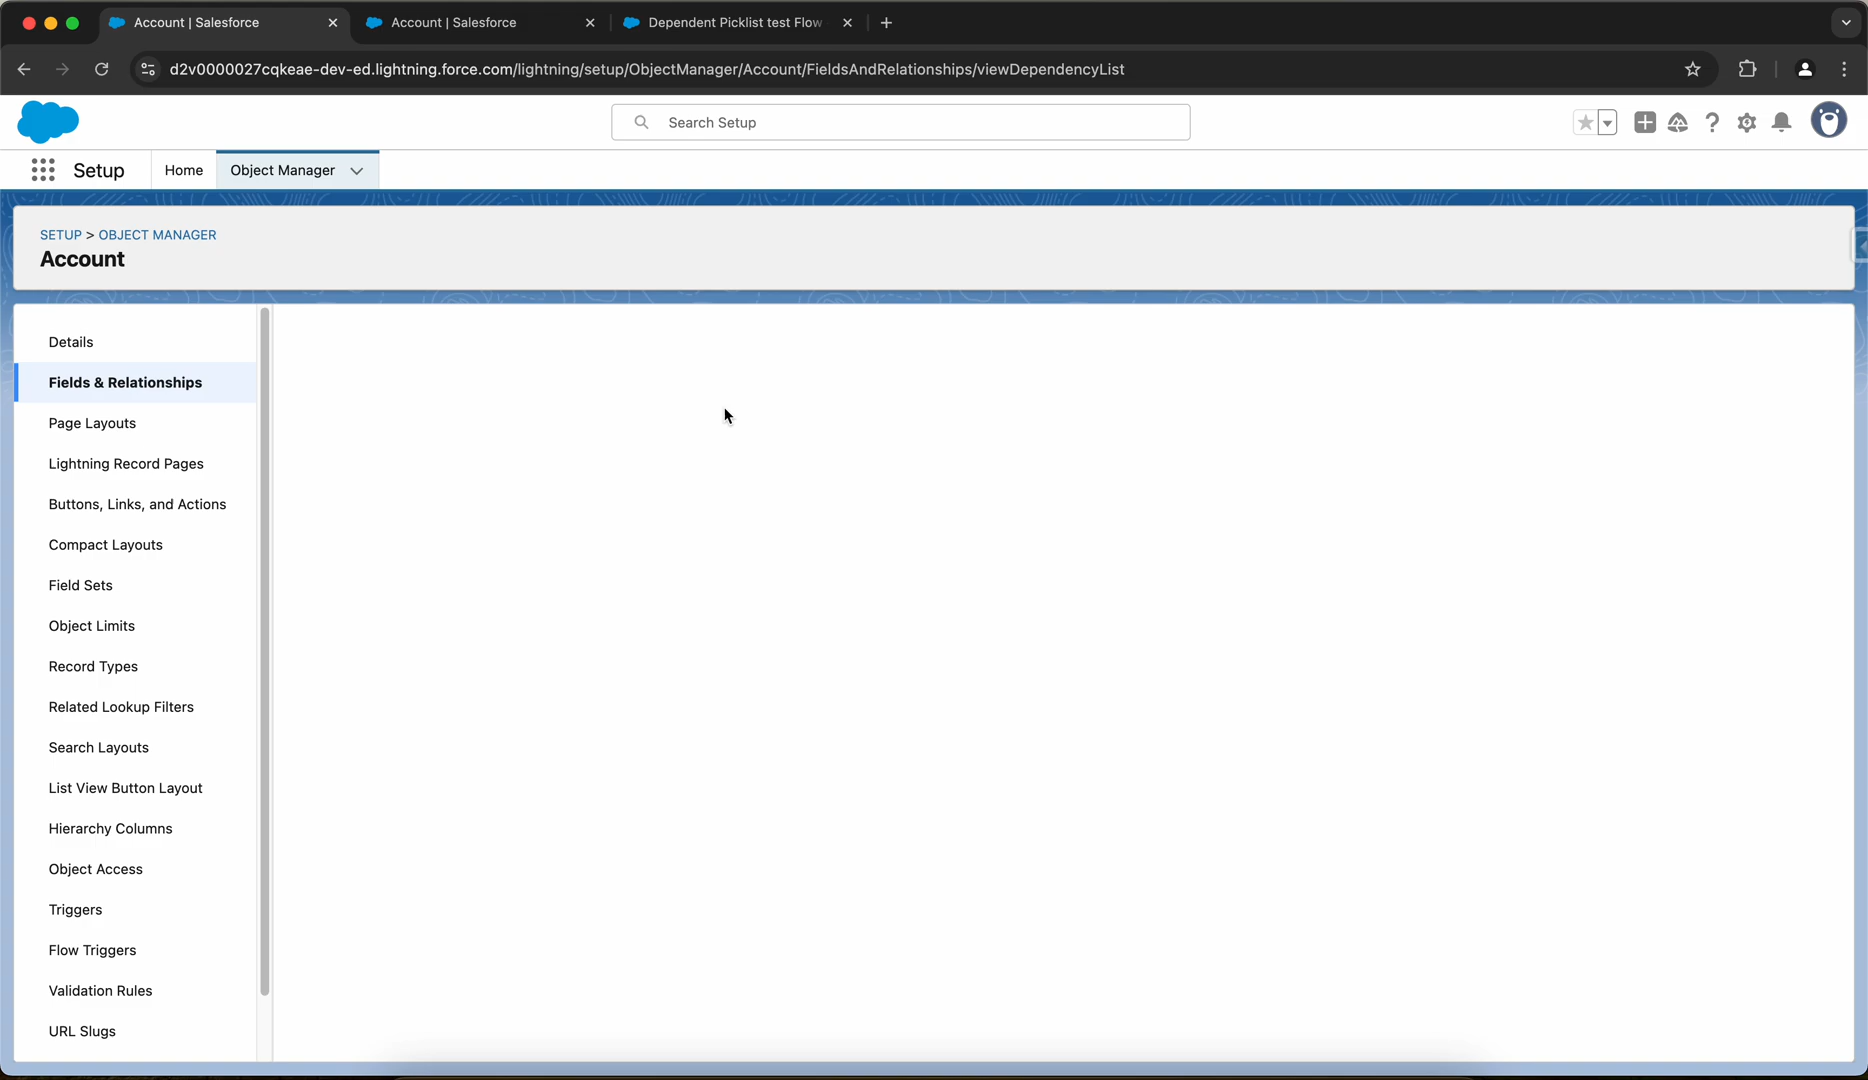 Account | Salesforce
Account | Salesforce
Dependent Picklist test Flow
d2v0000027cqkeae-dev-ed.lightning.force.com/lightning/setup/ObjectManager/Account/FieldsAndRelationships/viewDependencyList
Search Setup
Setup
Home
Object Manager
SETUP > OBJECT MANAGER
Account
Details
Fields & Relationships
Page Layouts
Lightning Record Pages
Buttons, Links, and Actions
Compact Layouts
Field Sets
Object Limits
Record Types
Related Lookup Filters
Search Layouts
List View Button Layout
Hierarchy Columns
Object Access
Triggers
Flow Triggers
Validation Rules
URL Slugs